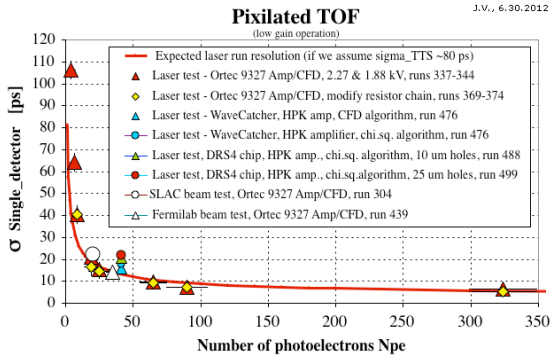 J.V., 6.30.2012
Pixilated TOF
(low gain operation)
σ Single_detector [ps]
120
110
100
90
80
70
60
50
40
30
20
10
0
Expected laser run resolution (if we assume sigma_TTS ~80 ps)
Laser test - Ortec 9327 Amp/CFD, 2.27 & 1.88 kV, runs 337-344
Laser test - Ortec 9327 Amp/CFD, modify resistor chain, runs 369-374
Laser test - WaveCatcher, HPK amp, CFD algorithm, run 476
Laser test - WaveCatcher, HPK amplifier, chi.sq. algorithm, run 476
Laser test, DRS4 chip, HPK amp., chi.sq. algorithm, 10 um holes, run 488
Laser test, DRS4 chip, HPK amp., chi.sq.algorithm, 25 um holes, run 499
SLAC beam test, Ortec 9327 Amp/CFD, run 304
Fermilab beam test, Ortec 9327 Amp/CFD, run 439
0 50 100 150 200 250 300 350
Number of photoelectrons Npe